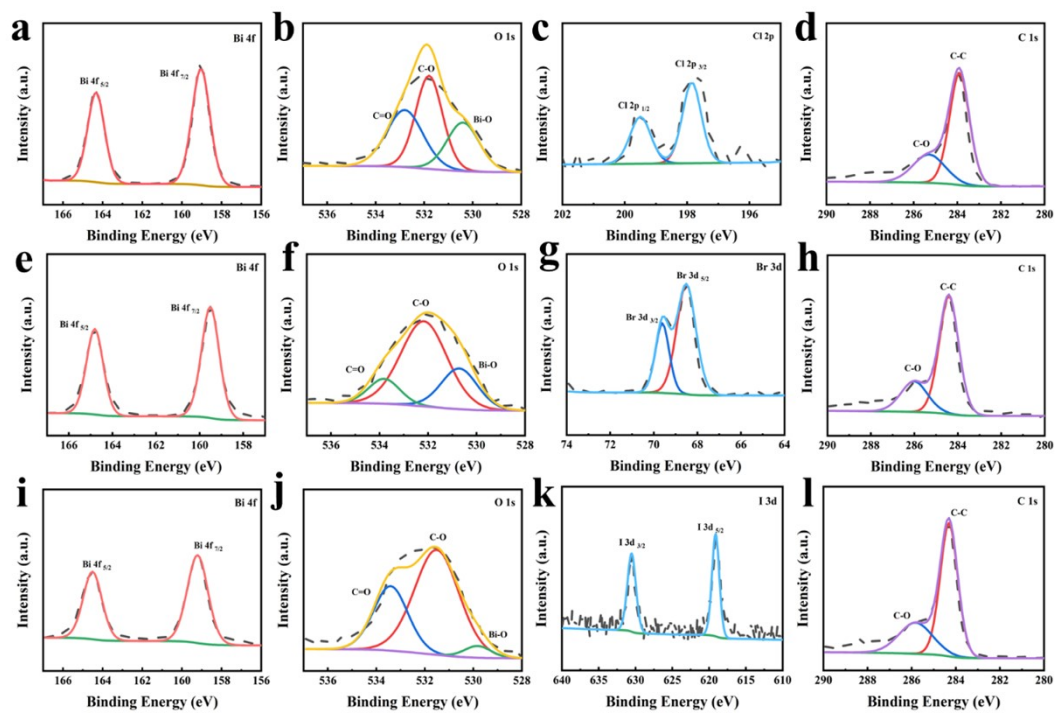 a
Bi 4f
Bi 4f 5/2
Bi 4f 7/2
Intensity (a.u.)
166 164 162 160 158 156
Binding Energy (eV)
b
O 1s
C-O
C=O
Bi-O
Intensity (a.u.)
536 534 532 530 528
Binding Energy (eV)
c
Cl 2p
Cl 2p 3/2
Cl 2p 1/2
Intensity (a.u.)
202 200 198 196
Binding Energy (eV)
d
C 1s
C-C
C-O
Intensity (a.u.)
290 288 286 284 282 280
Binding Energy (eV)
e
Bi 4f
Bi 4f 7/2
Bi 4f 5/2
Intensity (a.u.)
166 164 162 160 158
Binding Energy (eV)
f
O 1s
C-O
C=O
Bi-O
Intensity (a.u.)
536 534 532 530 528
Binding Energy (eV)
g
Br 3d
Br 3d 5/2
Br 3d 3/2
Intensity (a.u.)
74 72 70 68 66 64
Binding Energy (eV)
h
C 1s
C-C
C-O
Intensity (a.u.)
290 288 286 284 282 280
Binding Energy (eV)
i
Bi 4f
Bi 4f 7/2
Bi 4f 5/2
Intensity (a.u.)
166 164 162 160 158 156
Binding Energy (eV)
j
O 1s
C-O
C=O
Bi-O
Intensity (a.u.)
536 534 532 530 528
Binding Energy (eV)
k
I 3d
I 3d 5/2
I 3d 3/2
Intensity (a.u.)
640 635 630 625 620 615 610
Binding Energy (eV)
l
C 1s
C-C
C-O
Intensity (a.u.)
290 288 286 284 282 280
Binding Energy (eV)